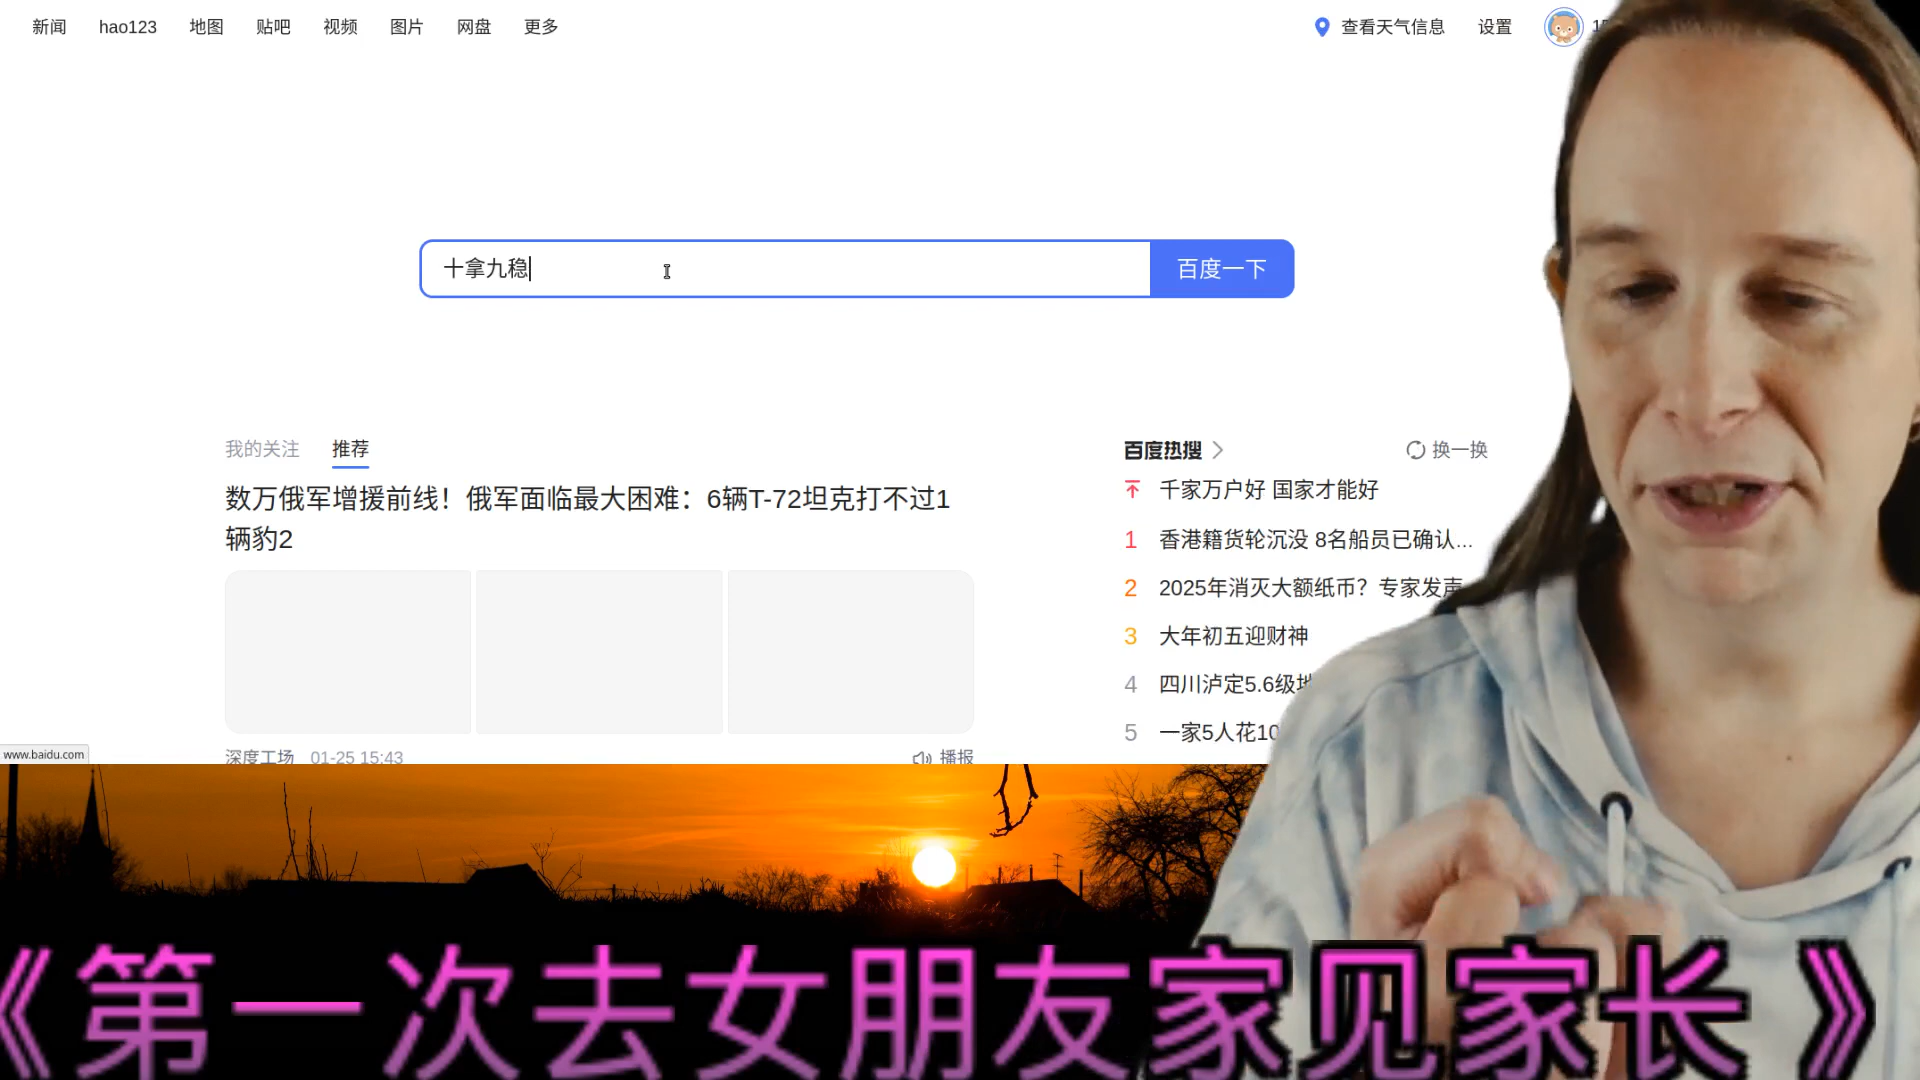 新闻 hao123 地图 贴吧 视频 图片 网盘 更多 查看天气信息 设置
十拿九稳 百度一下
我的关注 推荐
数万俄军增援前线！俄军面临最大困难：6辆T-72坦克打不过1
辆豹2
深度工场 01-25 15:43 播报
百度热搜 换一换
千家万户好 国家才能好
1 香港籍货轮沉没 8名船员已确认...
2 2025年消灭大额纸币？专家发声
3 大年初五迎财神
4 四川泸定5.6级地
5 一家5人花10
www.baidu.com
《第一次去女朋友家见家长》